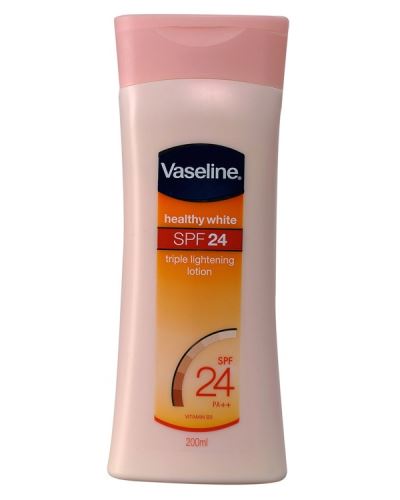 Vaseline.
healthy white
SPF 24
triple lightening
lotion
SPF
24
PA++
VITAMIN B3
200ml